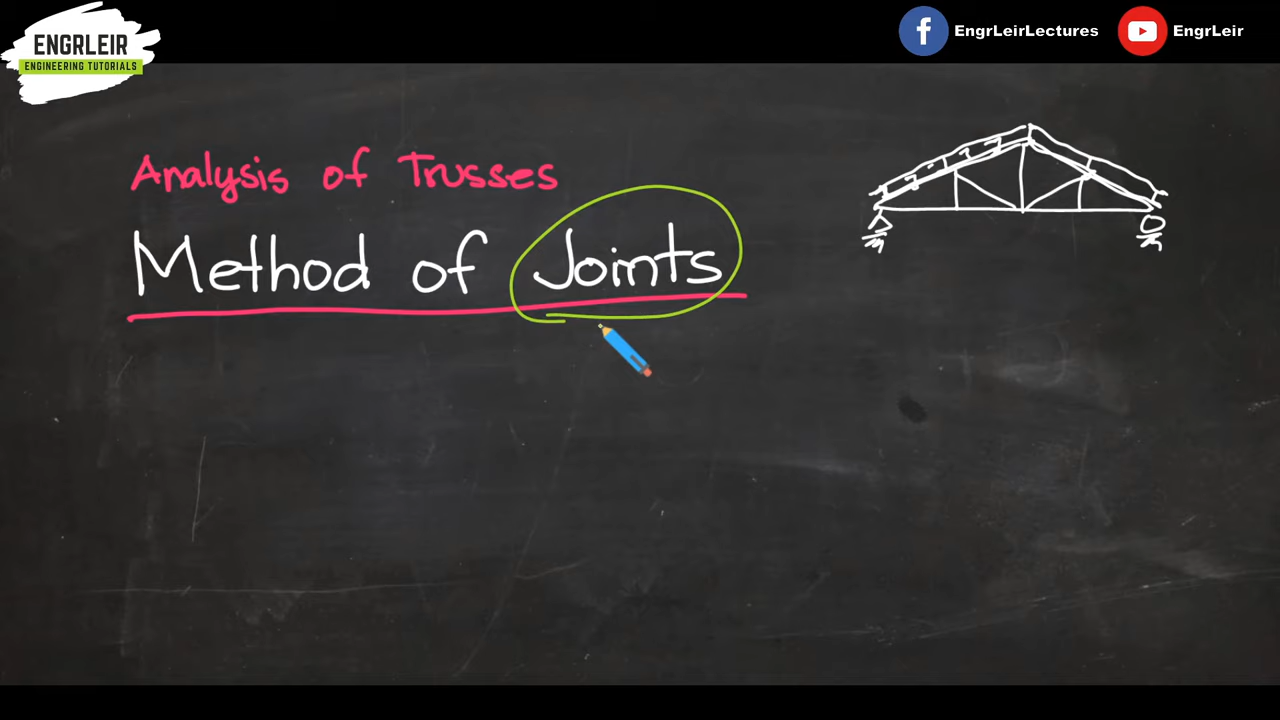 ENGRLEIR
ENGINEERING TUTORIALS
f EngrLeirLectures
EngrLeir
Analysis of Trusses
Method of Joints